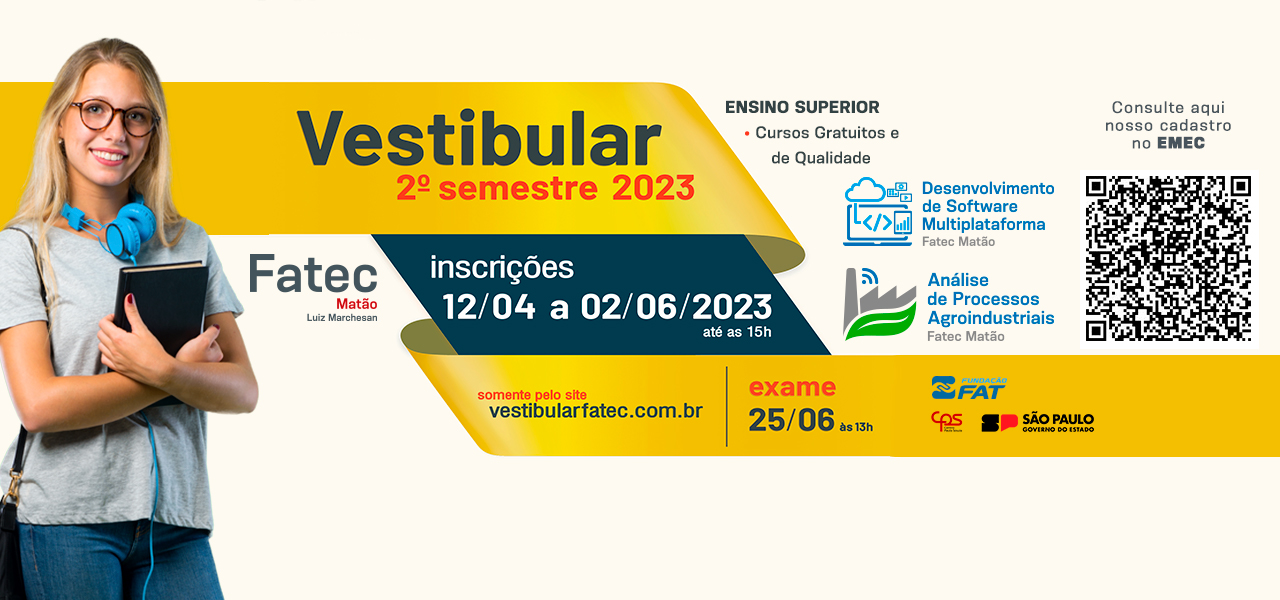 Vestibular
2º semestre 2023
Fatec
Matão
Luiz Marchesan
inscrições
12/04 a 02/06/2023
até as 15h
somente pelo site
vestibularfatec.com.br
exame
25/06 às 13h
ENSINO SUPERIOR
• Cursos Gratuitos e
de Qualidade
Desenvolvimento
de Software
Multiplataforma
Fatec Matão
Análise
de Processos
Agroindustriais
Fatec Matão
Consulte aqui
nosso cadastro
no EMEC
FUNDAÇÃO
FAT
CPS
SP
SÃO PAULO
GOVERNO DO ESTADO